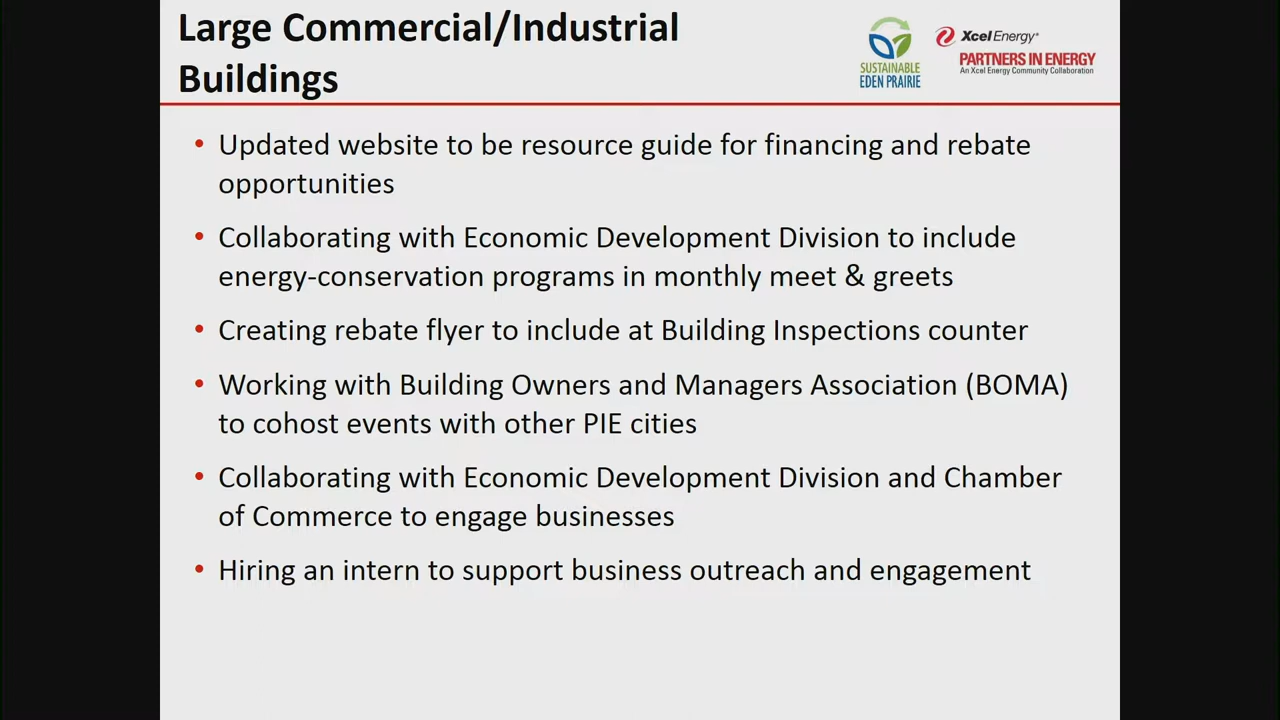 Large Commercial/Industrial
Buildings
SUSTAINABLE
EDEN PRAIRIE
Xcel Energy®
PARTNERS IN ENERGY
An Xcel Energy Community Collaboration
• Updated website to be resource guide for financing and rebate
opportunities
• Collaborating with Economic Development Division to include
energy-conservation programs in monthly meet & greets
• Creating rebate flyer to include at Building Inspections counter
• Working with Building Owners and Managers Association (BOMA)
to cohost events with other PIE cities
• Collaborating with Economic Development Division and Chamber
of Commerce to engage businesses
• Hiring an intern to support business outreach and engagement